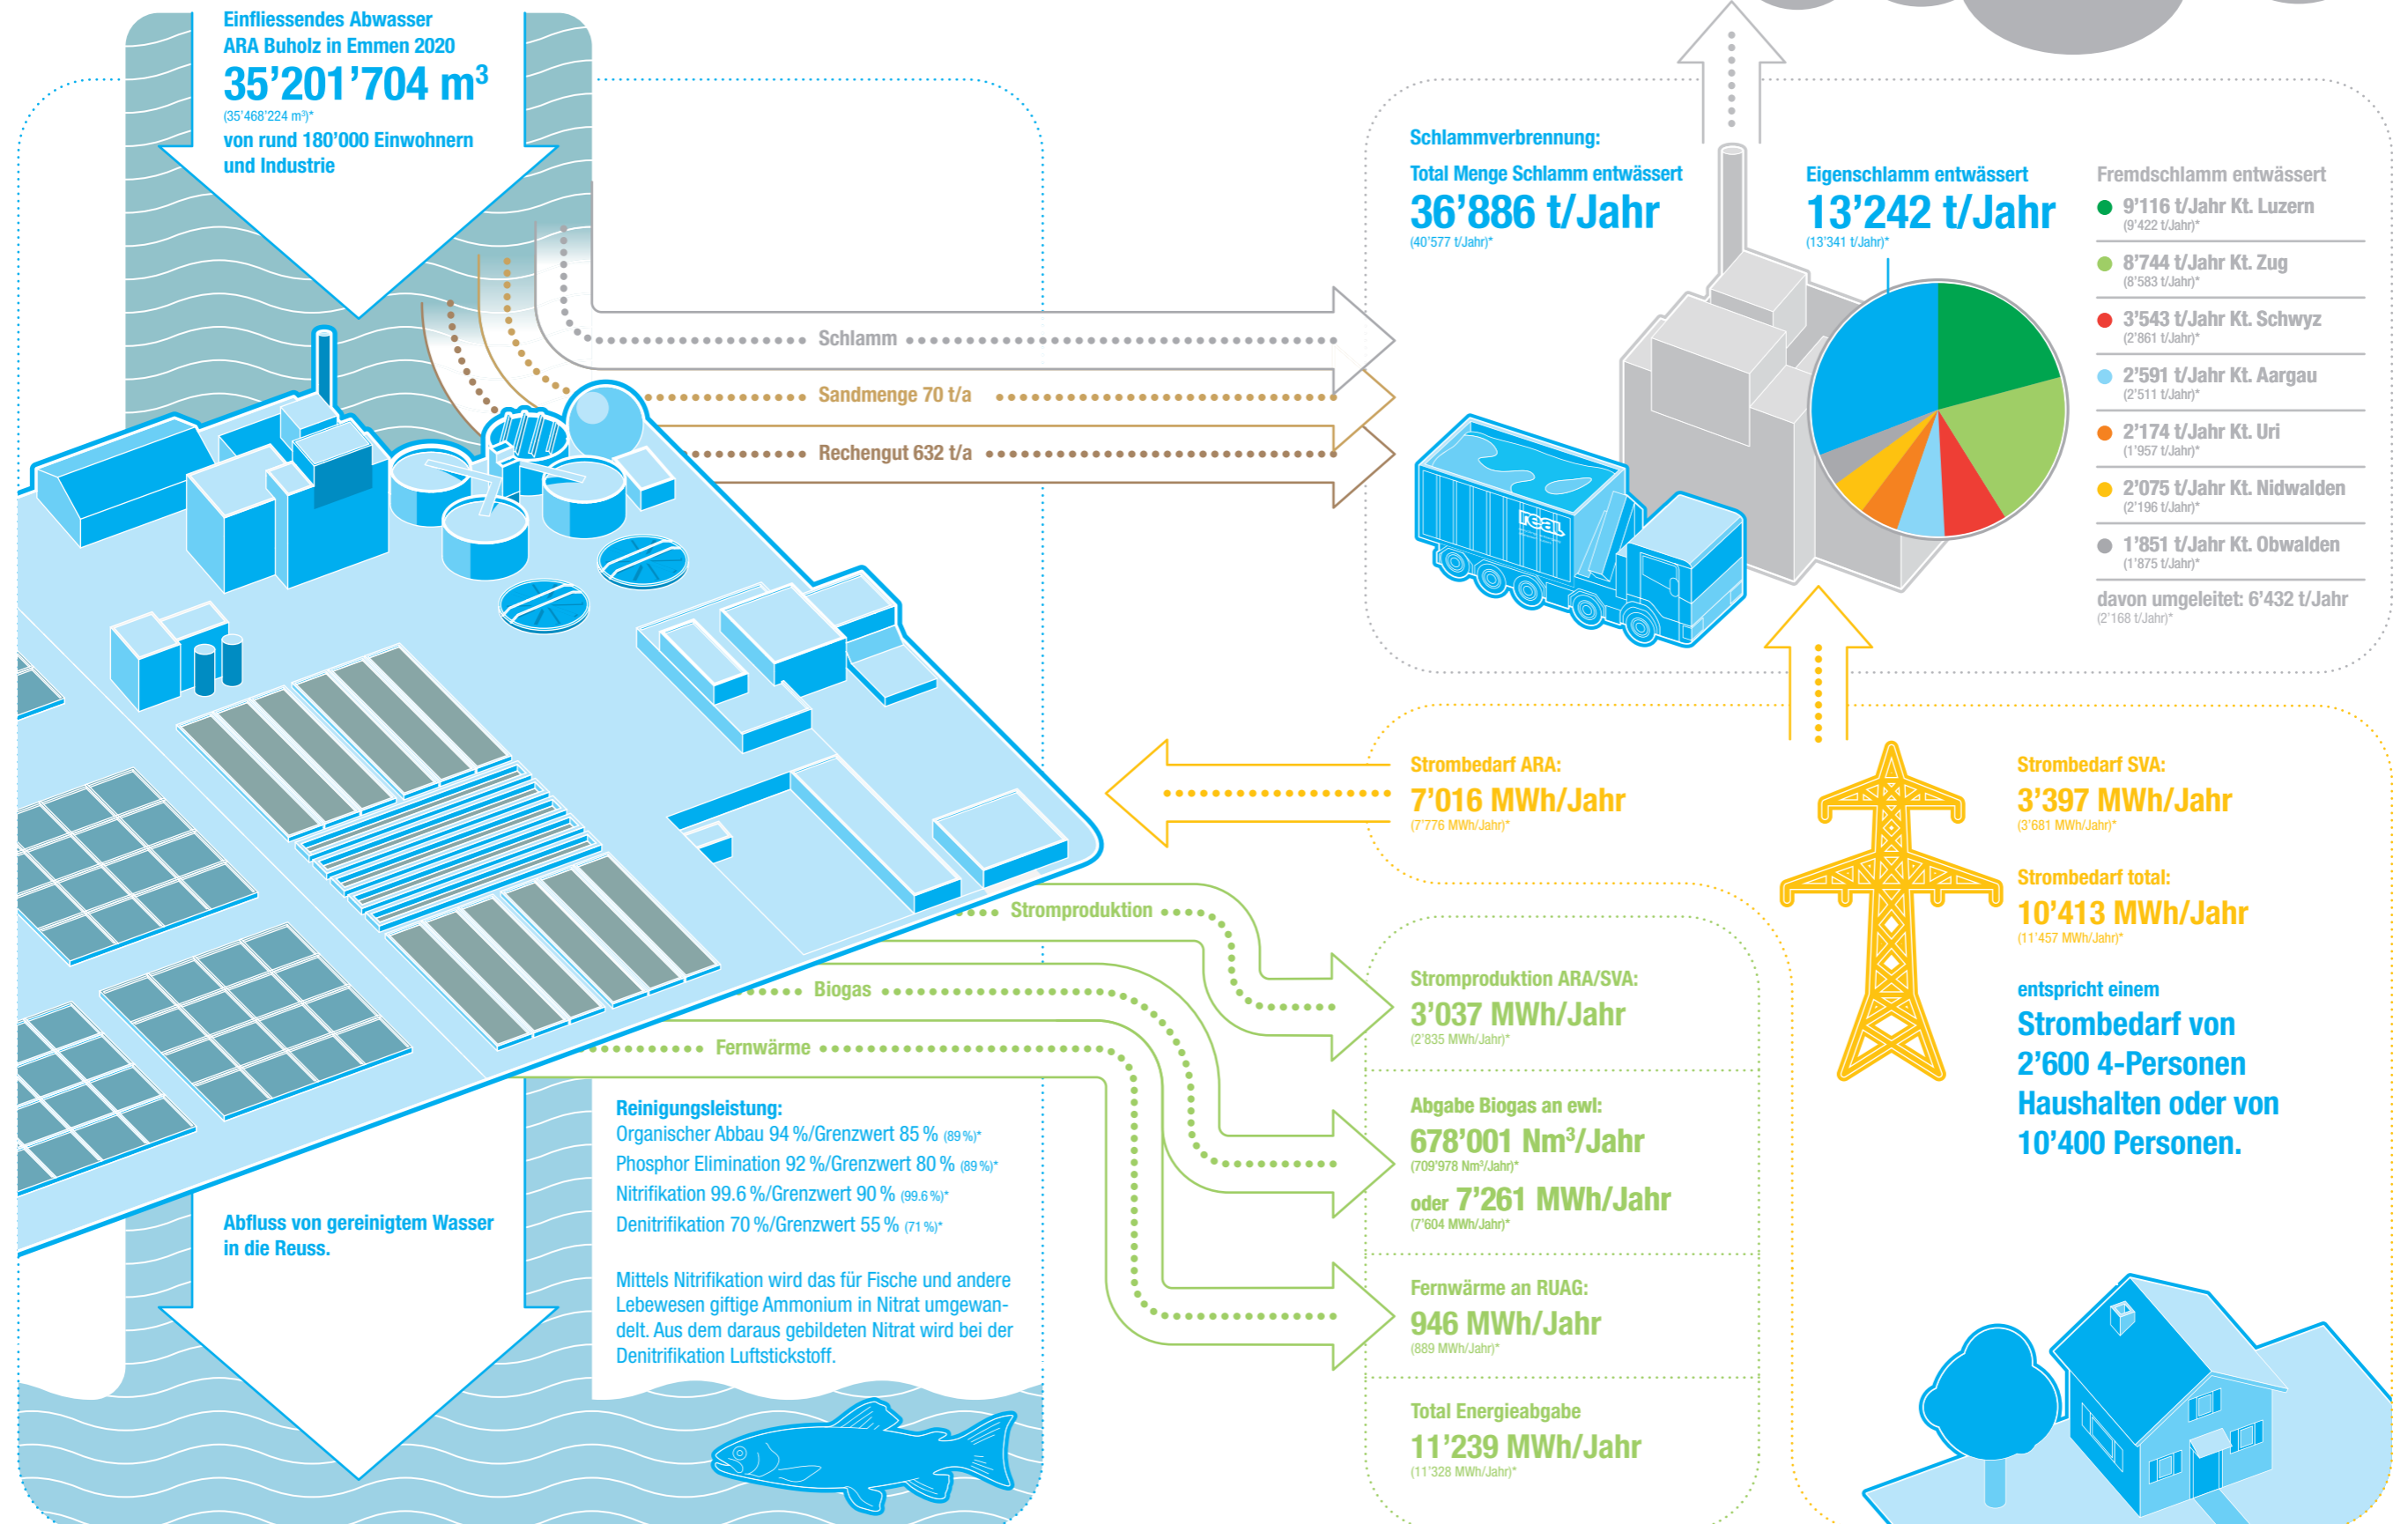 Einfliessendes Abwasser
ARA Buholz in Emmen 2020
35’201’704 m³
(35’468’224 m³)*
von rund 180’000 Einwohnern
und Industrie
Schlamm
Sandmenge 70 t/a
Rechengut 632 t/a
Schlammverbrennung:
Total Menge Schlamm entwässert
36’886 t/Jahr
(40’577 t/Jahr)*
Eigenschlamm entwässert
13’242 t/Jahr
(13’341 t/Jahr)*
Fremdschlamm entwässert
9’116 t/Jahr Kt. Luzern
(9’422 t/Jahr)*
8’744 t/Jahr Kt. Zug
(8’583 t/Jahr)*
3’543 t/Jahr Kt. Schwyz
(2’861 t/Jahr)*
2’591 t/Jahr Kt. Aargau
(2’511 t/Jahr)*
2’174 t/Jahr Kt. Uri
(1’957 t/Jahr)*
2’075 t/Jahr Kt. Nidwalden
(2’196 t/Jahr)*
1’851 t/Jahr Kt. Obwalden
(1’875 t/Jahr)*
davon umgeleitet: 6’432 t/Jahr
(2’168 t/Jahr)*
real
Strombedarf ARA:
7’016 MWh/Jahr
(7’776 MWh/Jahr)*
Strombedarf SVA:
3’397 MWh/Jahr
(3’681 MWh/Jahr)*
Strombedarf total:
10’413 MWh/Jahr
(11’457 MWh/Jahr)*
entspricht einem
Strombedarf von
2’600 4-Personen
Haushalten oder von
10’400 Personen.
Stromproduktion
Biogas
Fernwärme
Stromproduktion ARA/SVA:
3’037 MWh/Jahr
(2’835 MWh/Jahr)*
Abgabe Biogas an ewl:
678’001 Nm³/Jahr
(709’978 Nm³/Jahr)*
oder 7’261 MWh/Jahr
(7’604 MWh/Jahr)*
Fernwärme an RUAG:
946 MWh/Jahr
(889 MWh/Jahr)*
Total Energieabgabe
11’239 MWh/Jahr
(11’328 MWh/Jahr)*
Reinigungsleistung:
Organischer Abbau 94 %/Grenzwert 85 % (89 %)*
Phosphor Elimination 92 %/Grenzwert 80 % (89 %)*
Nitrifikation 99.6 %/Grenzwert 90 % (99.6 %)*
Denitrifikation 70 %/Grenzwert 55 % (71 %)*
Mittels Nitrifikation wird das für Fische und andere
Lebewesen giftige Ammonium in Nitrat umgewan-
delt. Aus dem daraus gebildeten Nitrat wird bei der
Denitrifikation Luftstickstoff.
Abfluss von gereinigtem Wasser
in die Reuss.